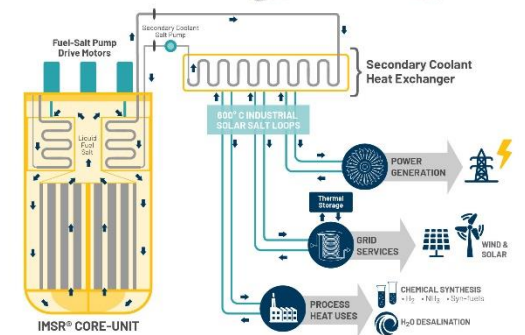 Secondary Coolant
Salt Pump
Fuel-Salt Pump
Drive Motors
Secondary Coolant
Heat Exchanger
Liquid
Fuel
Salt
600° C INDUSTRIAL
SOLAR SALT LOOPS
POWER
GENERATION
Thermal
Storage
GRID
SERVICES
WIND &
SOLAR
PROCESS
HEAT USES
CHEMICAL SYNTHESIS
• H₂ • NH₃ • Syn-fuels
H₂O DESALINATION
IMSR® CORE-UNIT